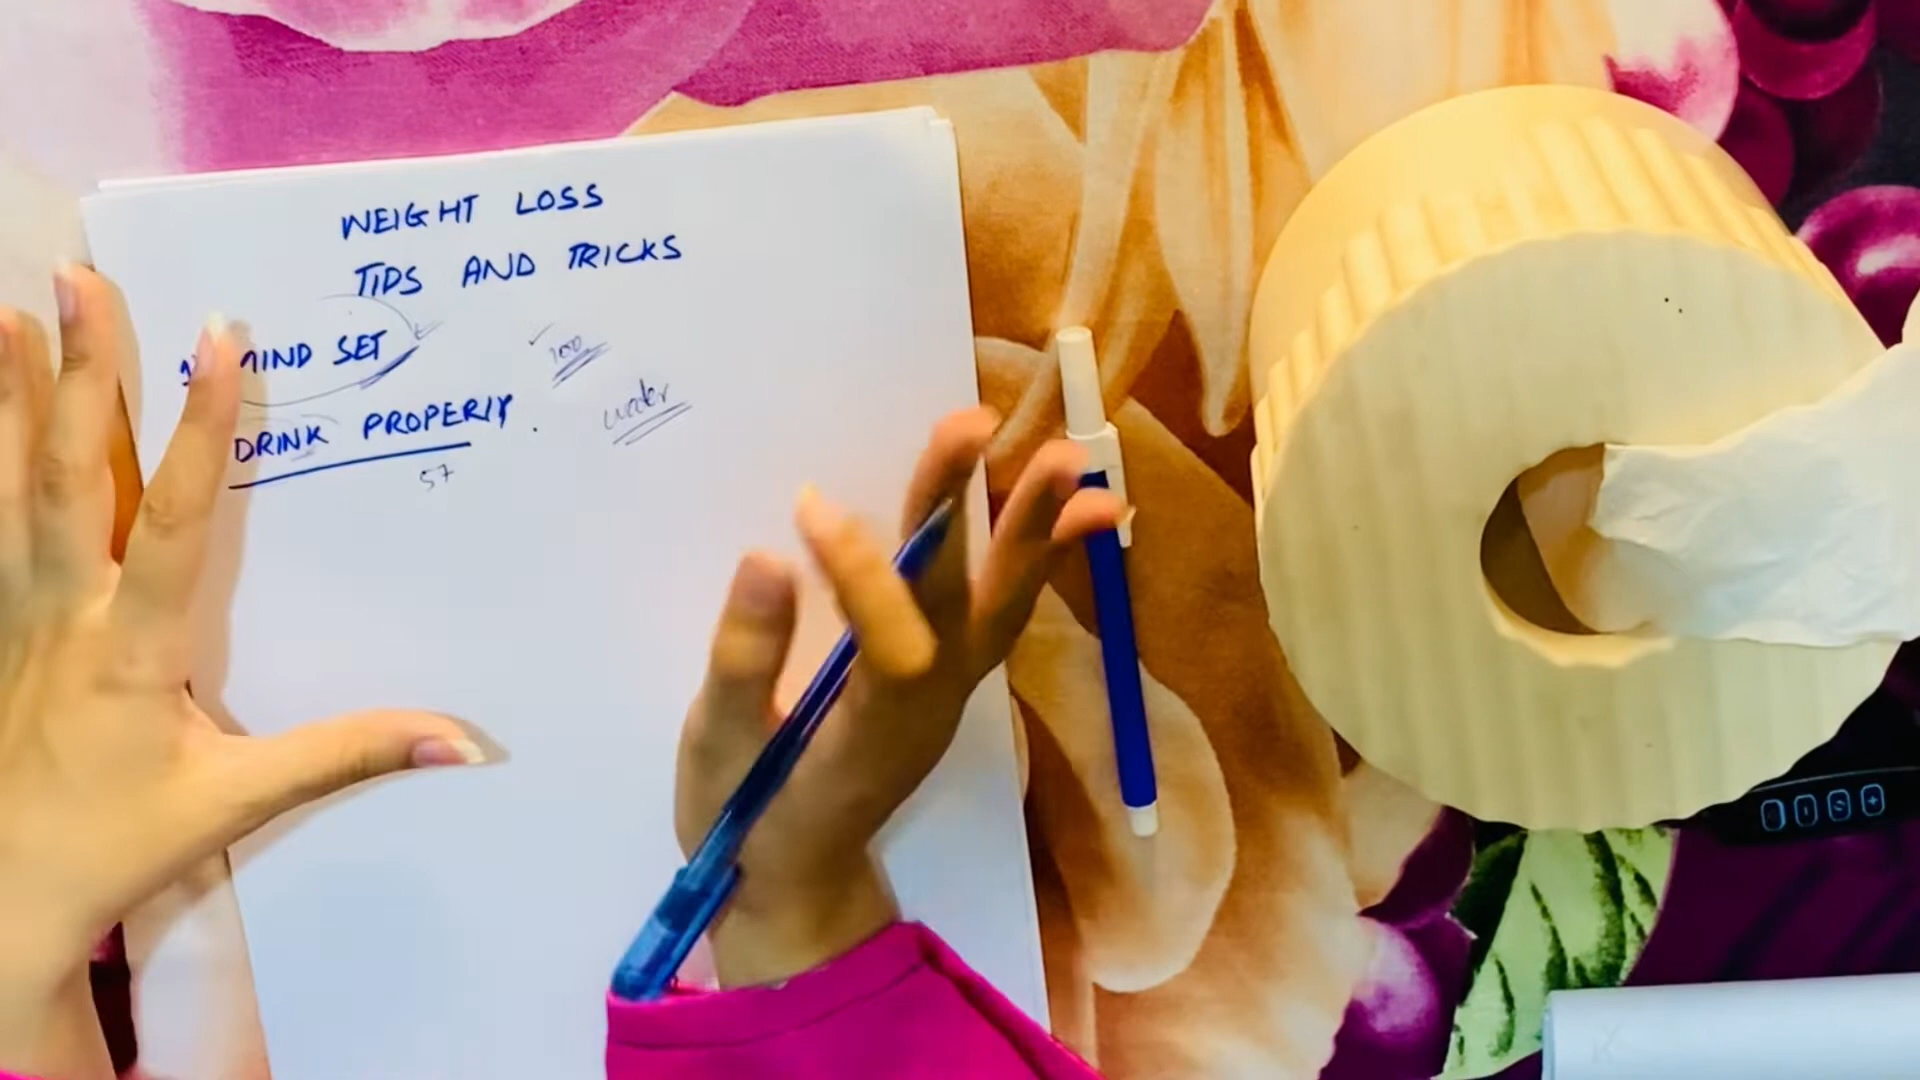 WEIGHT LOSS
TIPS AND TRICKS
MIND SET
100
DRINK PROPERLY.
water
57